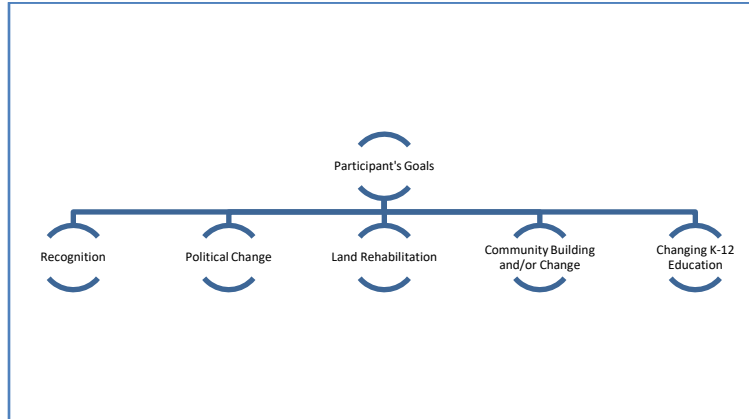 Participant's Goals
Recognition
Political Change
Land Rehabilitation
Community Building
and/or Change
Changing K-12
Education